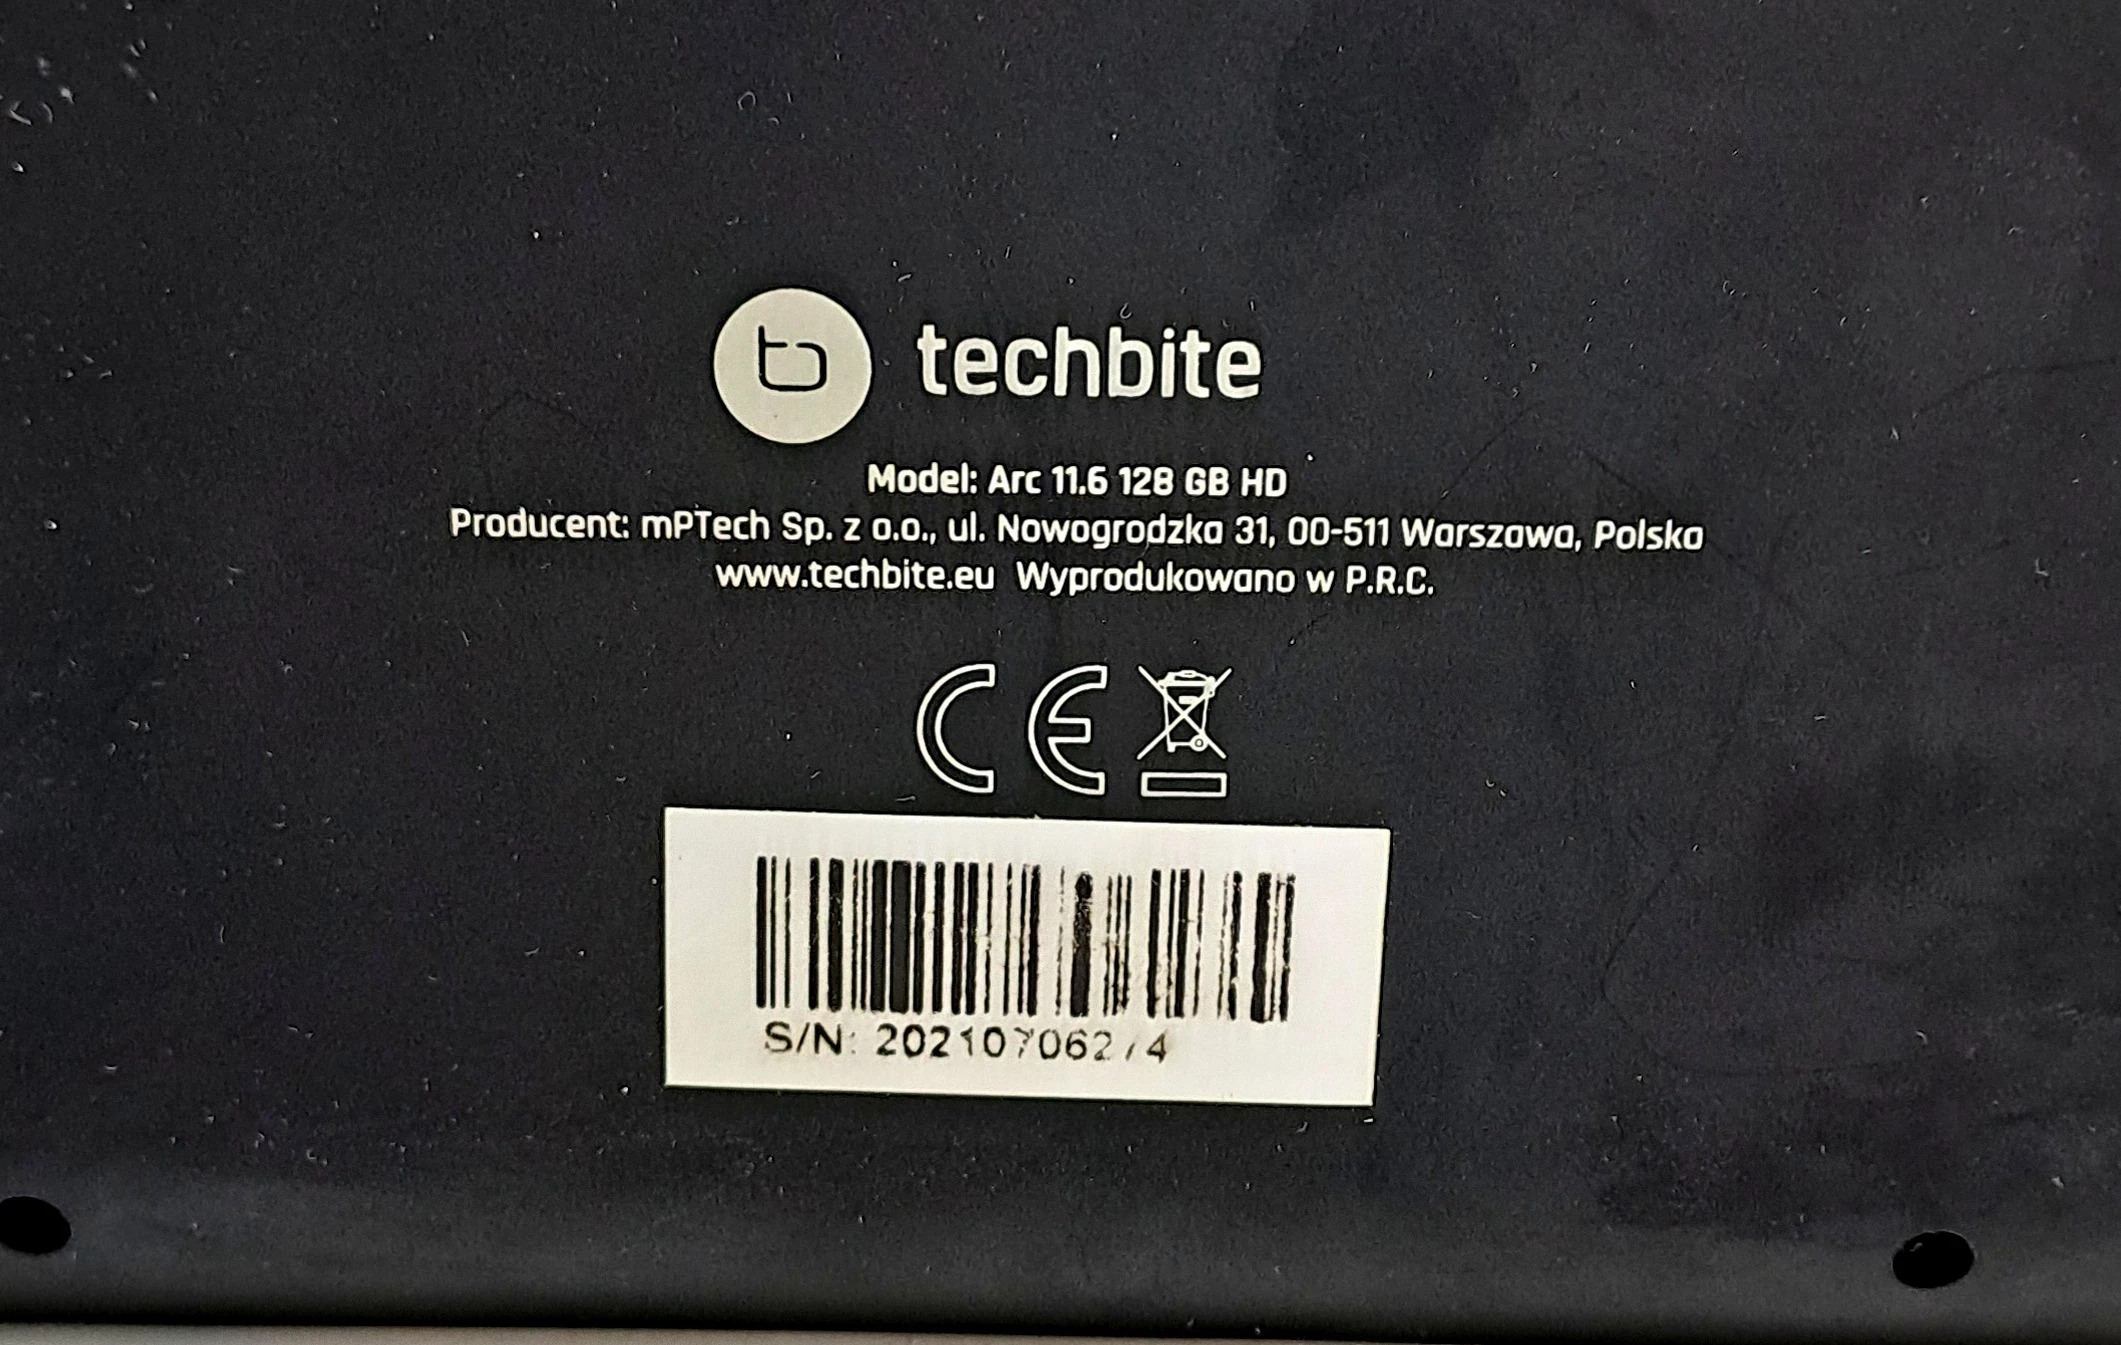 techbite
Model: Arc 11.6 128 GB HD
Producent: mPTech Sp. z o.o., ul. Nowogrodzka 31, 00-511 Warszawa, Polska
www.techbite.eu Wyprodukowano w P.R.C.
CE
S/N: